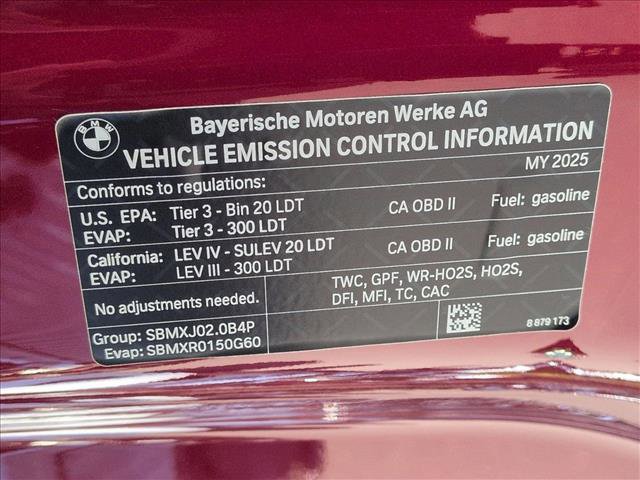 BMW
Bayerische Motoren Werke AG
VEHICLE EMISSION CONTROL INFORMATION
MY 2025
Conforms to regulations:
U.S. EPA: Tier 3 - Bin 20 LDT CA OBD II Fuel: gasoline
EVAP: Tier 3 - 300 LDT
California: LEV IV - SULEV 20 LDT CA OBD II Fuel: gasoline
EVAP: LEV III - 300 LDT
No adjustments needed.
TWC, GPF, WR-HO2S, HO2S,
DFI, MFI, TC, CAC
Group: SBMXJ02.0B4P
Evap: SBMXR0150G60
8 879 173